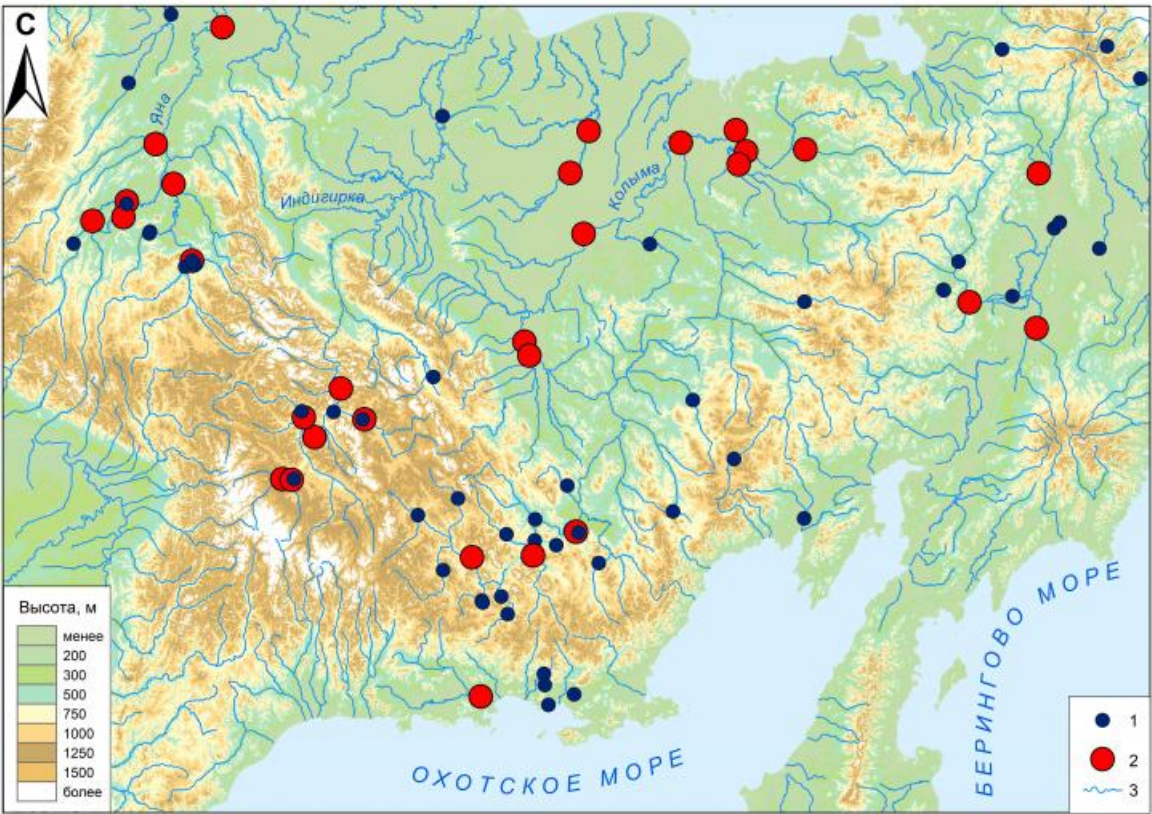 С
Яна
Индигирка
Колыма
Высота, м
менее
200
300
500
750
1000
1250
1500
более
ОХОТСКОЕ МОРЕ
БЕРИНГОВО МОРЕ
1
2
3